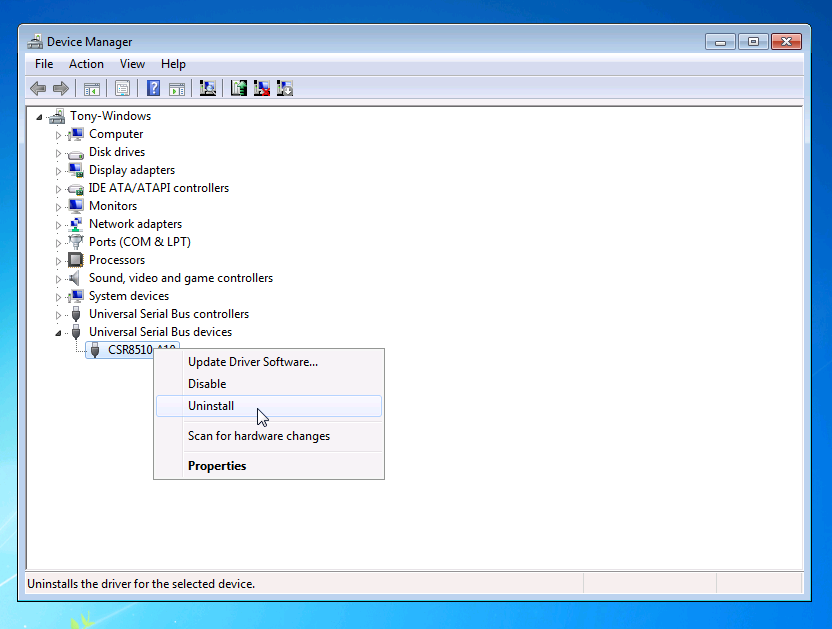 Device Manager
File Action View Help
Tony-Windows
Computer
Disk drives
Display adapters
IDE ATA/ATAPI controllers
Monitors
Network adapters
Ports (COM & LPT)
Processors
Sound, video and game controllers
System devices
Universal Serial Bus controllers
Universal Serial Bus devices
CSR8510 A10
Update Driver Software...
Disable
Uninstall
Scan for hardware changes
Properties
Uninstalls the driver for the selected device.